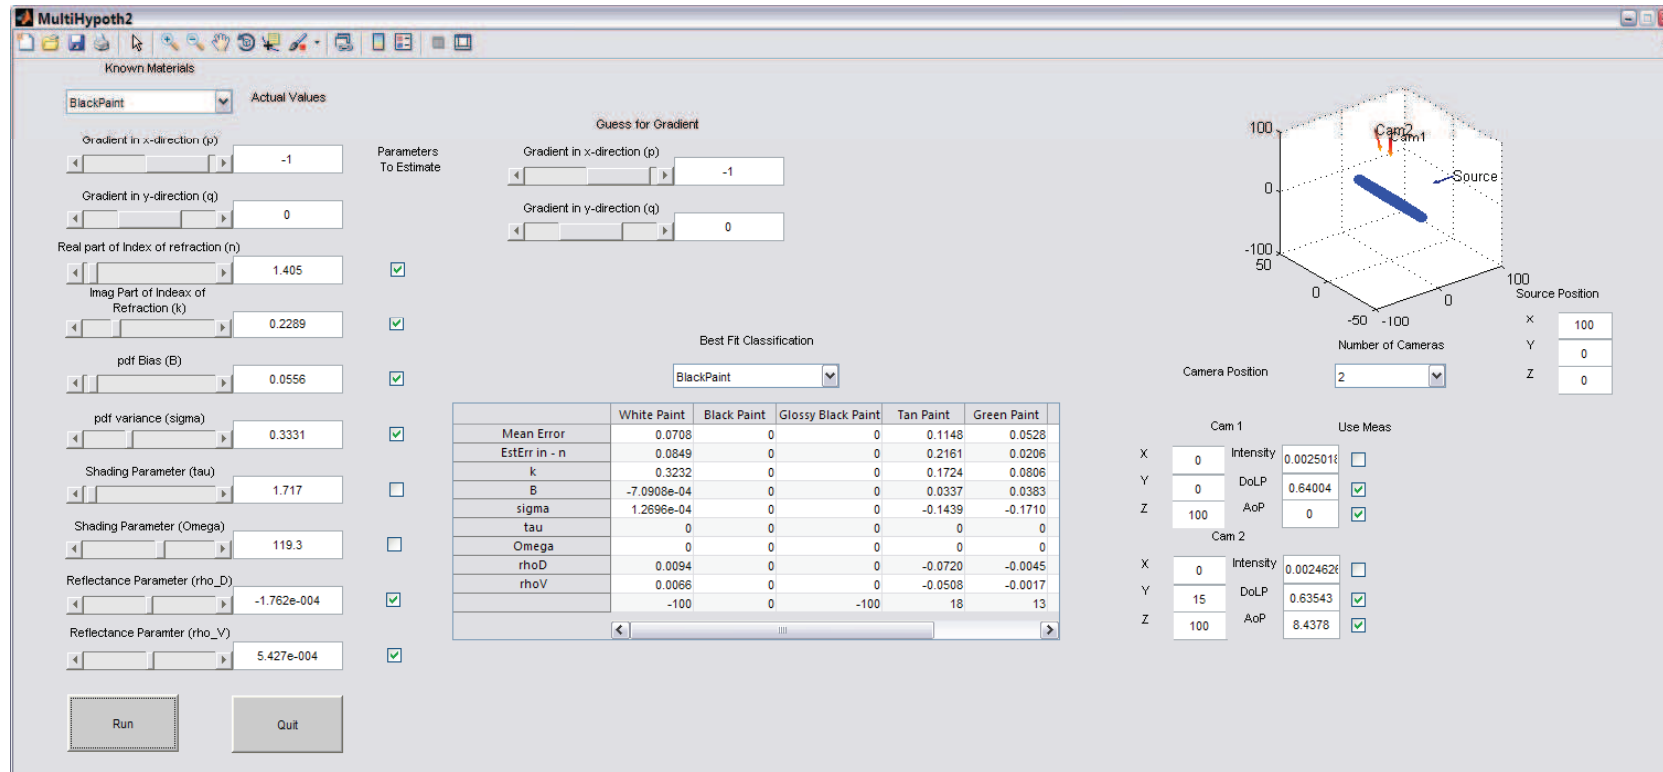 MultiHypoth2
Known Materials
BlackPaint
Actual Values
Gradient in x-direction (p)
-1
Gradient in y-direction (q)
0
Real part of Index of refraction (n)
1.405
Imag Part of Indeax of
Refraction (k)
0.2289
pdf Bias (B)
0.0556
pdf variance (sigma)
0.3331
Shading Parameter (tau)
1.717
Shading Parameter (Omega)
119.3
Reflectance Parameter (rho_D)
-1.762e-004
Reflectance Paramter (rho_V)
5.427e-004
Run
Quit
Parameters
To Estimate
Guess for Gradient
Gradient in x-direction (p)
-1
Gradient in y-direction (q)
0
Best Fit Classification
BlackPaint
White Paint Black Paint Glossy Black Paint Tan Paint Green Paint
Mean Error 0.0708 0 0 0.1148 0.0528
EstErr in - n 0.0849 0 0 0.2161 0.0206
k 0.3232 0 0 0.1724 0.0806
B -7.0908e-04 0 0 0.0337 0.0383
sigma 1.2696e-04 0 0 -0.1439 -0.1710
tau 0 0 0 0 0
Omega 0 0 0 0 0
rhoD 0.0094 0 0 -0.0720 -0.0045
rhoV 0.0066 0 0 -0.0508 -0.0017
-100 0 -100 18 13
100
0
-100
50
0
-50
-100
0
100
Cam2
Cam1
Source
Source Position
X 100
Y 0
Z 0
Number of Cameras
Camera Position
2
Cam 1
Use Meas
X 0 Intensity 0.0025018
Y 0 DoLP 0.64004
Z 100 AoP 0
Cam 2
X 0 Intensity 0.0024626
Y 15 DoLP 0.63543
Z 100 AoP 8.4378